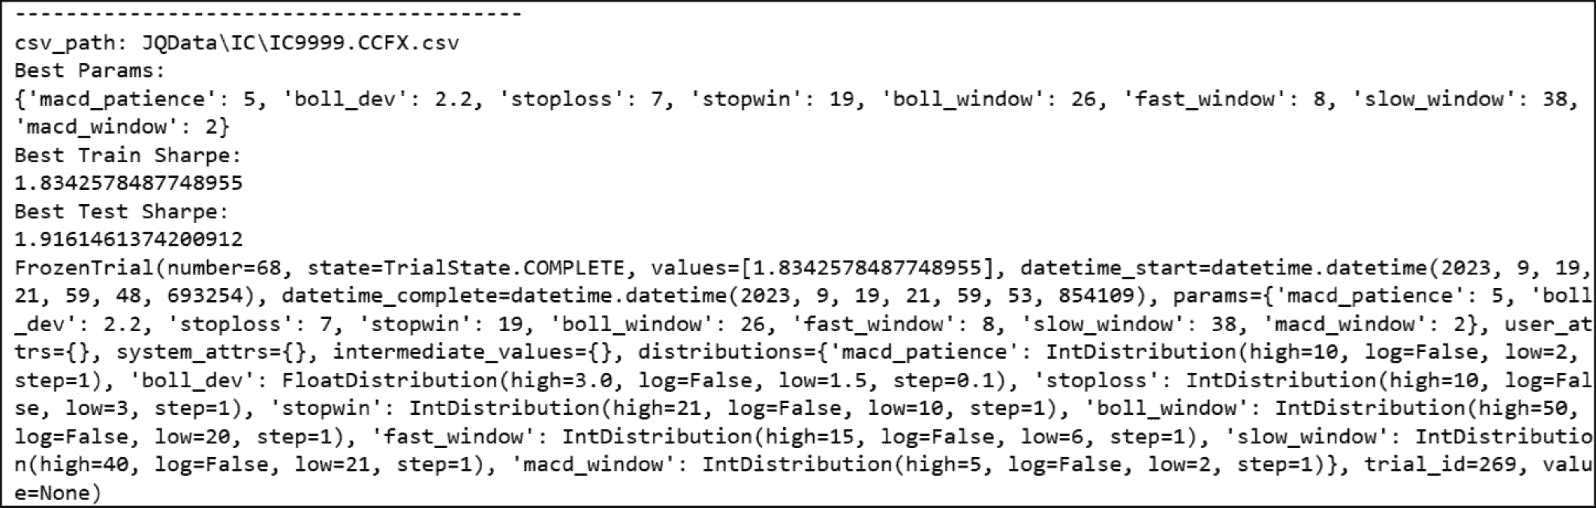 ----------------------------------------
csv_path: JQData\IC\IC9999.CCFX.csv
Best Params:
{'macd_patience': 5, 'boll_dev': 2.2, 'stoploss': 7, 'stopwin': 19, 'boll_window': 26, 'fast_window': 8, 'slow_window': 38,
'macd_window': 2}
Best Train Sharpe:
1.8342578487748955
Best Test Sharpe:
1.9161461374200912
FrozenTrial(number=68, state=TrialState.COMPLETE, values=[1.8342578487748955], datetime_start=datetime.datetime(2023, 9, 19,
21, 59, 48, 693254), datetime_complete=datetime.datetime(2023, 9, 19, 21, 59, 53, 854109), params={'macd_patience': 5, 'boll
_dev': 2.2, 'stoploss': 7, 'stopwin': 19, 'boll_window': 26, 'fast_window': 8, 'slow_window': 38, 'macd_window': 2}, user_at
trs={}, system_attrs={}, intermediate_values={}, distributions={'macd_patience': IntDistribution(high=10, log=False, low=2,
step=1), 'boll_dev': FloatDistribution(high=3.0, log=False, low=1.5, step=0.1), 'stoploss': IntDistribution(high=10, log=Fal
se, low=3, step=1), 'stopwin': IntDistribution(high=21, log=False, low=10, step=1), 'boll_window': IntDistribution(high=50,
log=False, low=20, step=1), 'fast_window': IntDistribution(high=15, log=False, low=6, step=1), 'slow_window': IntDistributio
n(high=40, log=False, low=21, step=1), 'macd_window': IntDistribution(high=5, log=False, low=2, step=1)}, trial_id=269, valu
e=None)